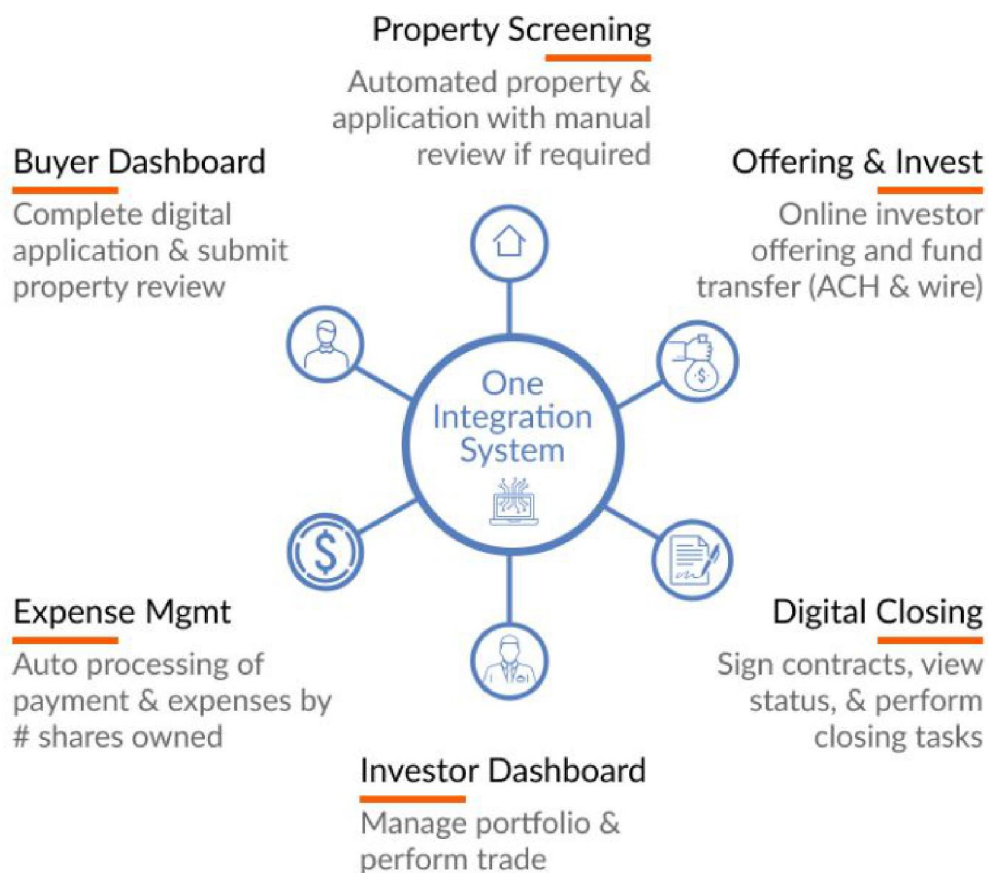 Property Screening
Automated property &
application with manual
review if required
Buyer Dashboard
Complete digital
application & submit
property review
Offering & Invest
Online investor
offering and fund
transfer (ACH & wire)
$
One
Integration
System
$
Expense Mgmt
Auto processing of
payment & expenses by
# shares owned
Digital Closing
Sign contracts, view
status, & perform
closing tasks
Investor Dashboard
Manage portfolio &
perform trade